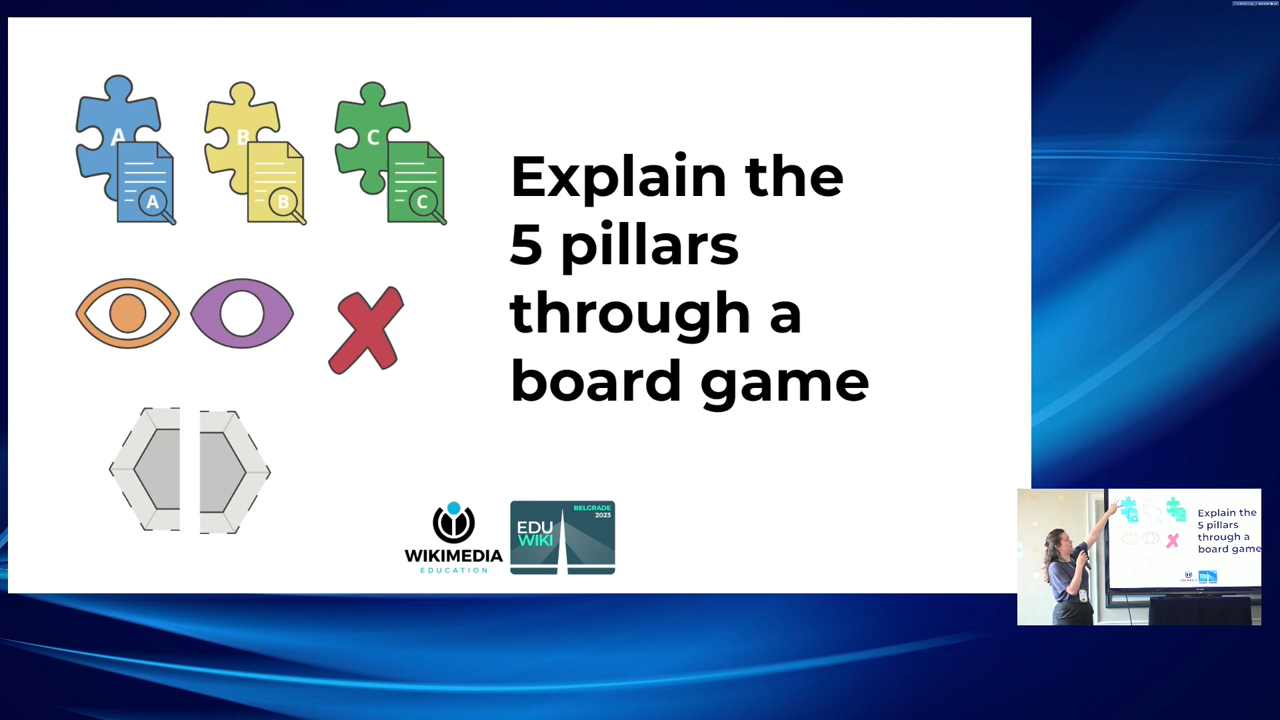 A
B
C
A
B
C
Explain the
5 pillars
through a
board game
WIKIMEDIA
EDUCATION
BELGRADE
2023
EDU
WIKI
Explain the
5 pillars
through a
board game